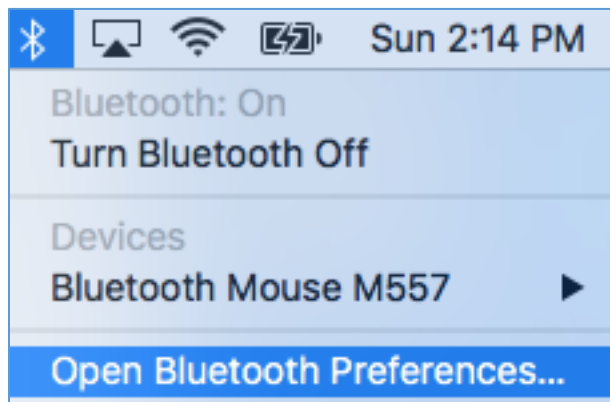 Sun 2:14 PM
Bluetooth: On
Turn Bluetooth Off
Devices
Bluetooth Mouse M557
Open Bluetooth Preferences...